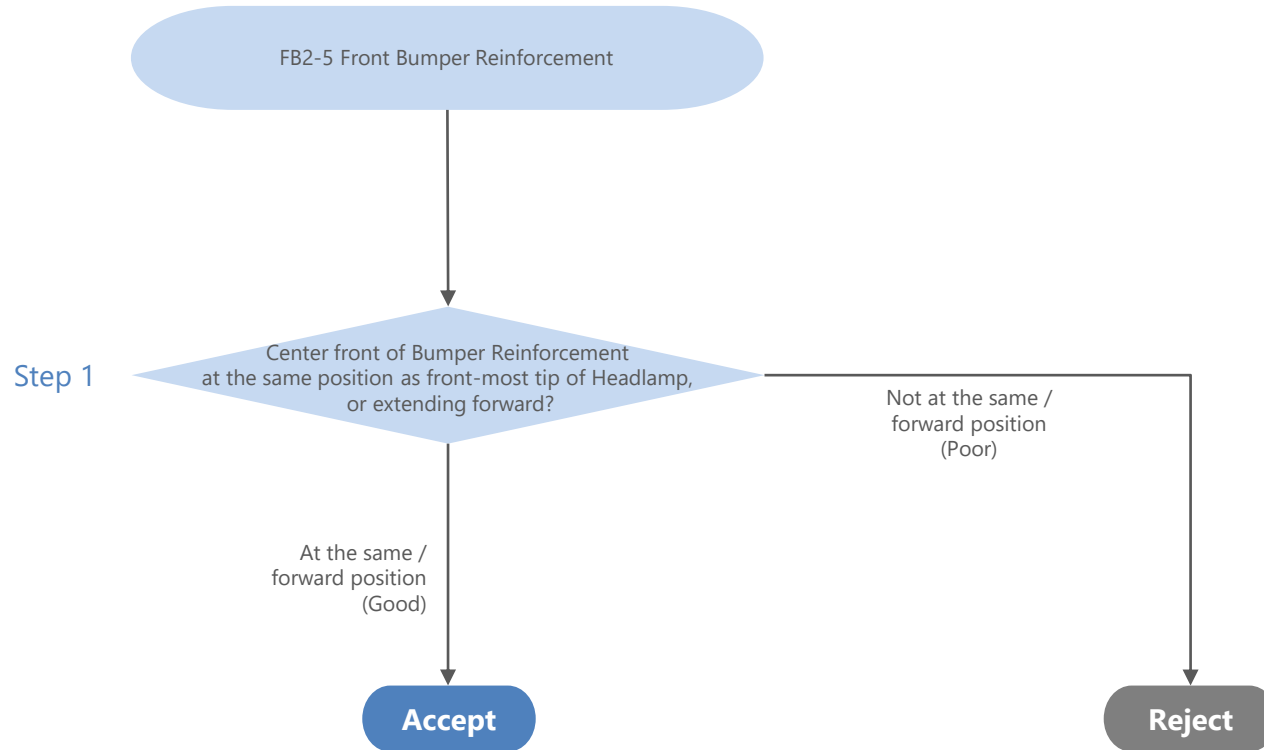 FB2-5 Front Bumper Reinforcement
Step 1
Center front of Bumper Reinforcement
at the same position as front-most tip of Headlamp,
or extending forward?
Not at the same /
forward position
(Poor)
At the same /
forward position
(Good)
Accept
Reject